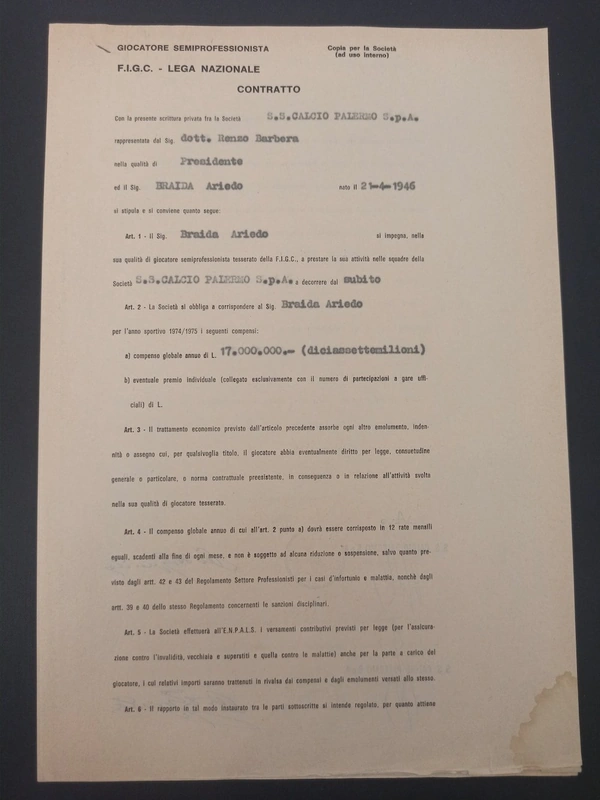 GIOCATORE SEMIPROFESSIONISTA
Copia per la Società
(ad uso interno)
F.I.G.C. - LEGA NAZIONALE
CONTRATTO
Con la presente scrittura privata fra la Società S.S.CALCIO PALERMO S.p.A.
rappresentata dal Sig. dott. Renzo Barbera
nella qualità di Presidente
ed il Sig. BRAIDA Ariedo nato il 21-4-1946
si stipula e si conviene quanto segue:
Art. 1 - Il Sig. Braida Ariedo si impegna, nella
sua qualità di giocatore semiprofessionista tesserato della F.I.G.C., a prestare la sua attività nelle squadre della
Società S.S.CALCIO PALERMO S.p.A. a decorrere dal subito
Art. 2 - La Società si obbliga a corrispondere al Sig. Braida Ariedo
per l'anno sportivo 1974/1975 i seguenti compensi:
a) compenso globale annuo di L. 17.000.000.- (diciassettemilioni)
b) eventuale premio individuale (collegato esclusivamente con il numero di partecipazioni a gare uffi-
ciali) di L.
Art. 3 - Il trattamento economico previsto dall'articolo precedente assorbe ogni altro emolumento, inden-
nità o assegno cui, per qualsivoglia titolo, il giocatore abbia eventualmente diritto per legge, consuetudine
generale o particolare, o norma contrattuale preesistente, in conseguenza o in relazione all'attività svolta
nella sua qualità di giocatore tesserato.
Art. 4 - Il compenso globale annuo di cui all'art. 2 punto a) dovrà essere corrisposto in 12 rate mensili
eguali, scadenti alla fine di ogni mese, e non è soggetto ad alcuna riduzione o sospensione, salvo quanto pre-
visto dagli artt. 42 e 43 del Regolamento Settore Professionisti per i casi d'infortunio e malattie, nonchè dagli
artt. 39 e 40 dello stesso Regolamento concernenti le sanzioni disciplinari.
Art. 5 - La Società effettuerà all'E.N.P.A.L.S. i versamenti contributivi previsti per legge (per l'assicura-
zione contro l'invalidità, vecchiaia e superstiti e quella contro le malattie) anche per la parte a carico del
giocatore, i cui relativi importi saranno trattenuti in rivalsa dai compensi e dagli emolumenti versati allo stesso.
Art. 6 - Il rapporto in tal modo instaurato tra le parti sottoscritte si intende regolato, per quanto attiene